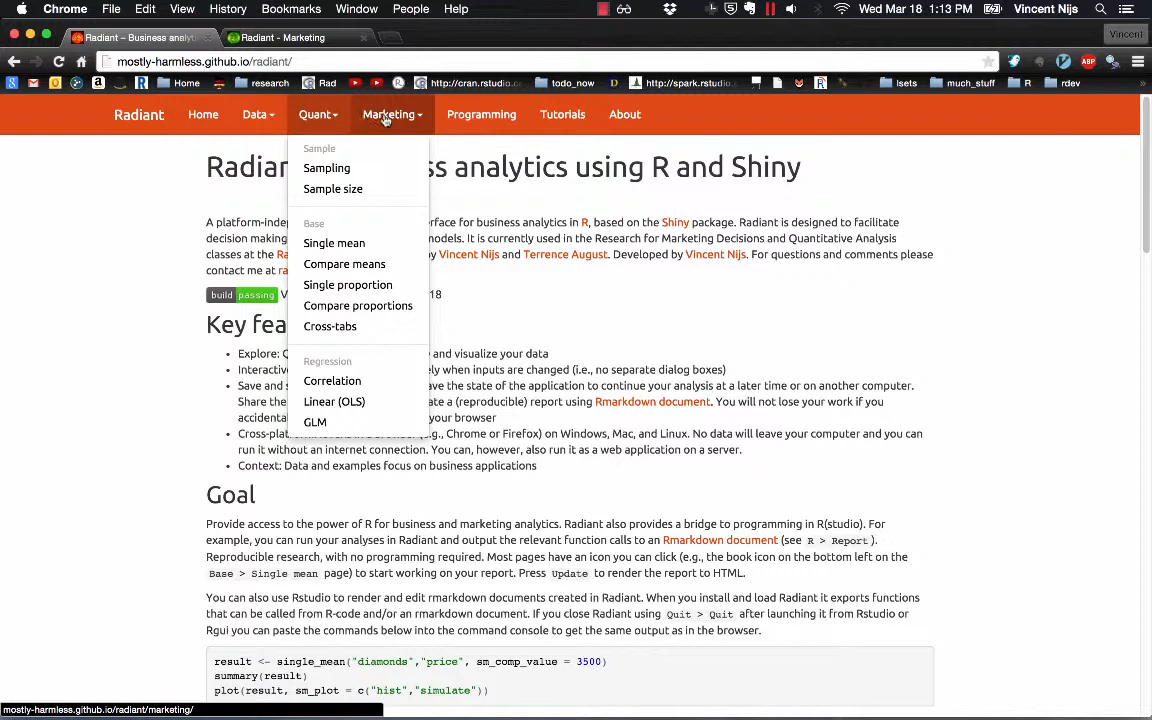 Chrome File Edit View History Bookmarks Window People Help Wed Mar 18 1:13 PM Vincent Nijs
Radiant – Business analyti Radiant - Marketing Vincent
mostly-harmless.github.io/radiant/
Home research Rad http://cran.rstudio.c todo_now http://spark.rstudio. lsets much_stuff R rdev
Radiant Home Data Quant Marketing Programming Tutorials About
Sample
Sampling
Sample size
Base
Single mean
Compare means
Single proportion
Compare proportions
Cross-tabs
Regression
Correlation
Linear (OLS)
GLM
Radian ss analytics using R and Shiny
A platform-indep rface for business analytics in R, based on the Shiny package. Radiant is designed to facilitate
decision making odels. It is currently used in the Research for Marketing Decisions and Quantitative Analysis
classes at the Ra y Vincent Nijs and Terrence August. Developed by Vincent Nijs. For questions and comments please
contact me at ra
build passing V 18
Key fea
Explore: Q and visualize your data
Interactiv ely when inputs are changed (i.e., no separate dialog boxes)
Save and s ave the state of the application to continue your analysis at a later time or on another computer.
Share the ate a (reproducible) report using Rmarkdown document. You will not lose your work if you
accidental your browser
Cross-pla (e.g., Chrome or Firefox) on Windows, Mac, and Linux. No data will leave your computer and you can
run it without an internet connection. You can, however, also run it as a web application on a server.
Context: Data and examples focus on business applications
Goal
Provide access to the power of R for business and marketing analytics. Radiant also provides a bridge to programming in R(studio). For
example, you can run your analyses in Radiant and output the relevant function calls to an Rmarkdown document (see R > Report ).
Reproducible research, with no programming required. Most pages have an icon you can click (e.g., the book icon on the bottom left on the
Base > Single mean page) to start working on your report. Press Update to render the report to HTML.
You can also use Rstudio to render and edit rmarkdown documents created in Radiant. When you install and load Radiant it exports functions
that can be called from R-code and/or an rmarkdown document. If you close Radiant using Quit > Quit after launching it from Rstudio or
Rgui you can paste the commands below into the command console to get the same output as in the browser.
result <- single_mean("diamonds","price", sm_comp_value = 3500)
summary(result)
plot(result, sm_plot = c("hist","simulate"))
mostly-harmless.github.io/radiant/marketing/